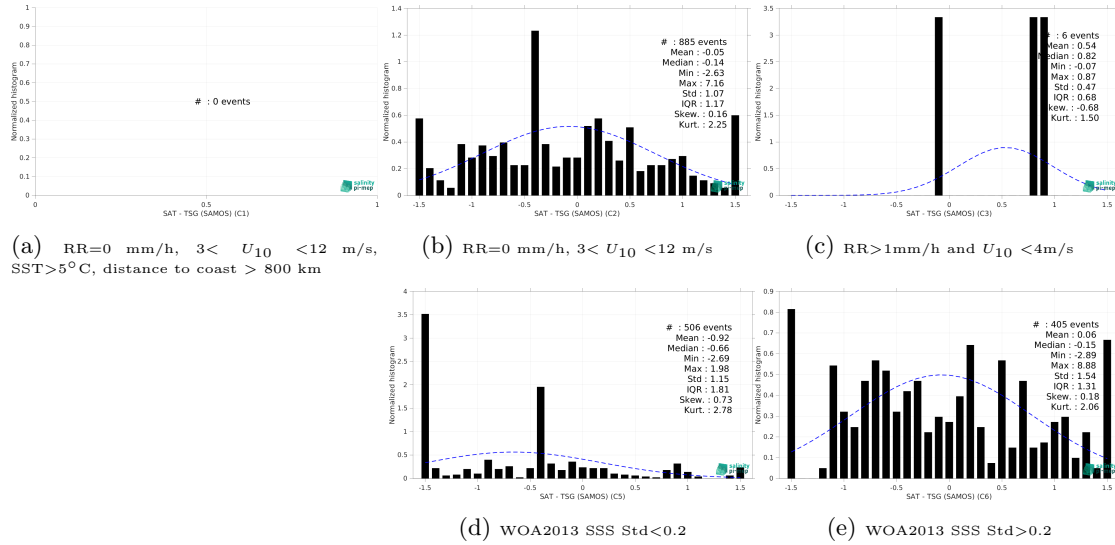 1
0.9
0.8
0.7
0.6
0.5
0.4
0.3
0.2
0.1
0
Normalized histogram
# : 0 events
0 0.5 1
SAT - TSG (SAMOS) (C1)
salinity
pi-mep
(a) RR=0 mm/h, 3< U10 <12 m/s,
SST>5°C, distance to coast > 800 km
1.4
1.2
1
0.8
0.6
0.4
0.2
0
Normalized histogram
# : 885 events
Mean : -0.05
Median : -0.14
Min : -2.63
Max : 7.16
Std : 1.07
IQR : 1.17
Skew. : 0.16
Kurt. : 2.25
-1.5 -1 -0.5 0 0.5 1 1.5
SAT - TSG (SAMOS) (C2)
salinity
pi-mep
(b) RR=0 mm/h, 3< U10 <12 m/s
3.5
3
2.5
2
1.5
1
0.5
0
Normalized histogram
# : 6 events
Mean : 0.54
Median : 0.82
Min : -0.07
Max : 0.87
Std : 0.47
IQR : 0.68
Skew. : -0.68
Kurt. : 1.50
-1.5 -1 -0.5 0 0.5 1 1.5
SAT - TSG (SAMOS) (C3)
salinity
pi-mep
(c) RR>1mm/h and U10 <4m/s
4
3.5
3
2.5
2
1.5
1
0.5
0
Normalized histogram
# : 506 events
Mean : -0.92
Median : -0.66
Min : -2.69
Max : 1.98
Std : 1.15
IQR : 1.81
Skew. : 0.73
Kurt. : 2.78
-1.5 -1 -0.5 0 0.5 1 1.5
SAT - TSG (SAMOS) (C5)
salinity
pi-mep
(d) WOA2013 SSS Std<0.2
0.9
0.8
0.7
0.6
0.5
0.4
0.3
0.2
0.1
0
Normalized histogram
# : 405 events
Mean : 0.06
Median : -0.15
Min : -2.89
Max : 8.88
Std : 1.54
IQR : 1.31
Skew. : 0.18
Kurt. : 2.06
-1.5 -1 -0.5 0 0.5 1 1.5
SAT - TSG (SAMOS) (C6)
salinity
pi-mep
(e) WOA2013 SSS Std>0.2